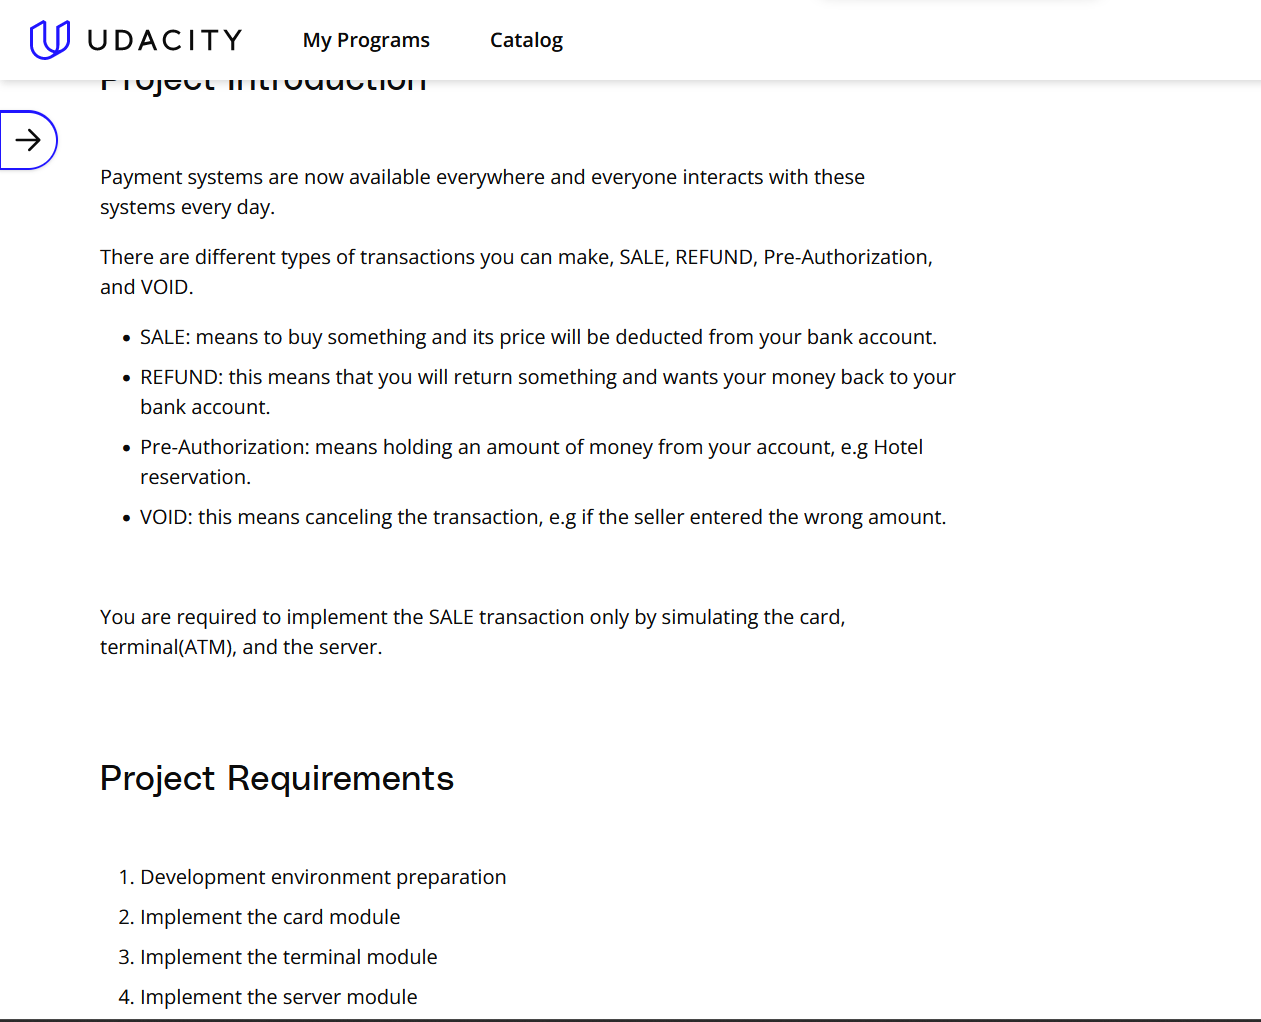 UDACITY
My Programs
Catalog
Project Introduction
Payment systems are now available everywhere and everyone interacts with these
systems every day.
There are different types of transactions you can make, SALE, REFUND, Pre-Authorization,
and VOID.
• SALE: means to buy something and its price will be deducted from your bank account.
• REFUND: this means that you will return something and wants your money back to your
bank account.
• Pre-Authorization: means holding an amount of money from your account, e.g Hotel
reservation.
• VOID: this means canceling the transaction, e.g if the seller entered the wrong amount.
You are required to implement the SALE transaction only by simulating the card,
terminal(ATM), and the server.
Project Requirements
1. Development environment preparation
2. Implement the card module
3. Implement the terminal module
4. Implement the server module